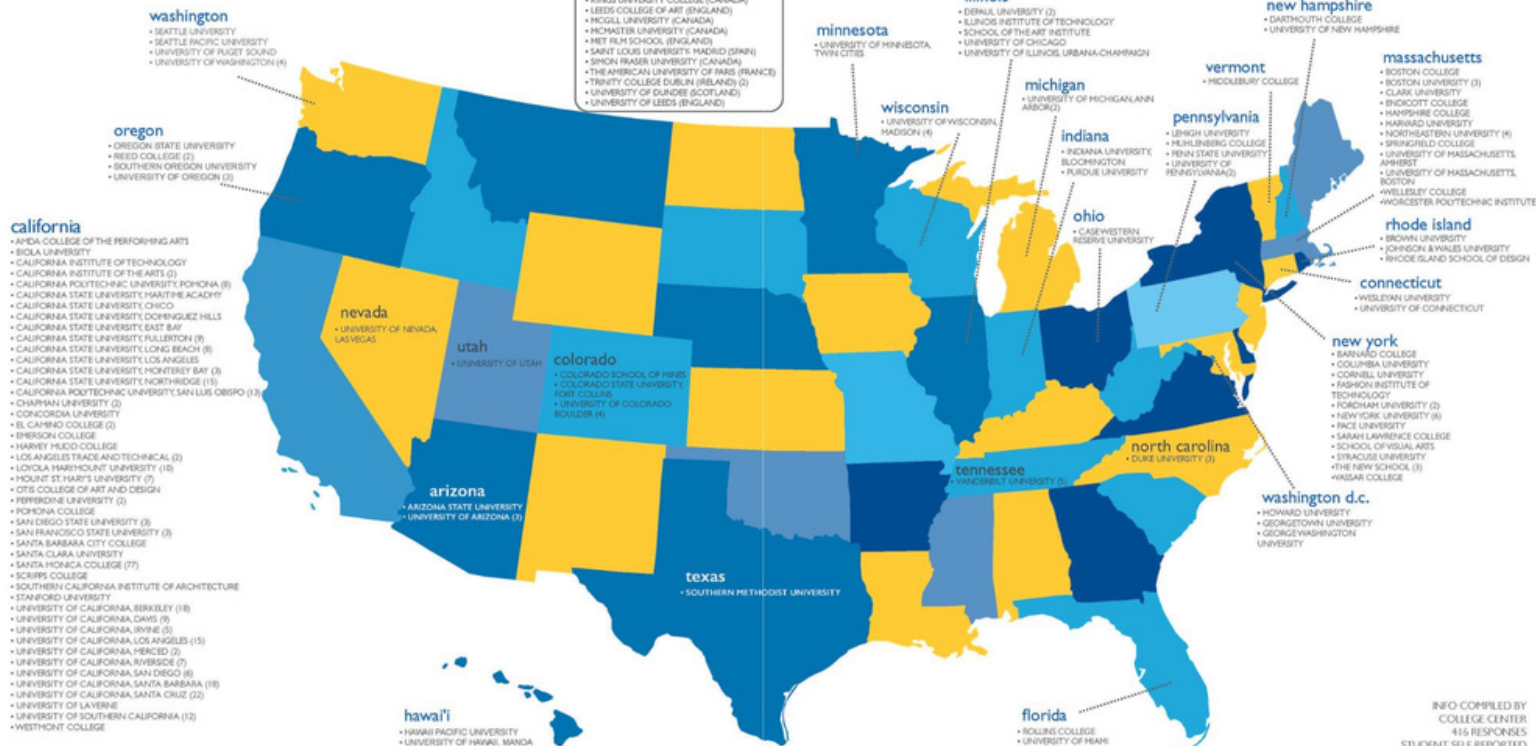 washington
• SEATTLE UNIVERSITY
• SEATTLE PACIFIC UNIVERSITY
• UNIVERSITY OF PUGET SOUND
• UNIVERSITY OF WASHINGTON (4)
oregon
• OREGON STATE UNIVERSITY
• REED COLLEGE (2)
• SOUTHERN OREGON UNIVERSITY
• UNIVERSITY OF OREGON (3)
california
• AMDA COLLEGE OF THE PERFORMING ARTS
• BIOLA UNIVERSITY
• CALIFORNIA INSTITUTE OF TECHNOLOGY
• CALIFORNIA INSTITUTE OF THE ARTS (2)
• CALIFORNIA POLYTECHNIC UNIVERSITY, POMONA (8)
• CALIFORNIA STATE UNIVERSITY, MARITIME ACADMY
• CALIFORNIA STATE UNIVERSITY, CHICO
• CALIFORNIA STATE UNIVERSITY, DOMINGUEZ HILLS
• CALIFORNIA STATE UNIVERSITY, EAST BAY
• CALIFORNIA STATE UNIVERSITY, FULLERTON (9)
• CALIFORNIA STATE UNIVERSITY, LONG BEACH (8)
• CALIFORNIA STATE UNIVERSITY, LOS ANGELES
• CALIFORNIA STATE UNIVERSITY, MONTEREY BAY (3)
• CALIFORNIA STATE UNIVERSITY, NORTHRIDGE (15)
• CALIFORNIA POLYTECHNIC UNIVERSITY, SAN LUIS OBISPO (13)
• CHAPMAN UNIVERSITY (2)
• CONCORDIA UNIVERSITY
• EL CAMINO COLLEGE (2)
• EMERSON COLLEGE
• HARVEY MUDD COLLEGE
• LOS ANGELES TRADE AND TECHNICAL (2)
• LOYOLA MARYMOUNT UNIVERSITY (10)
• MOUNT ST. MARY'S UNIVERSITY (7)
• OTIS COLLEGE OF ART AND DESIGN
• PEPPERDINE UNIVERSITY (2)
• POMONA COLLEGE
• SAN DIEGO STATE UNIVERSITY (3)
• SAN FRANCISCO STATE UNIVERSITY (3)
• SANTA BARBARA CITY COLLEGE
• SANTA CLARA UNIVERSITY
• SANTA MONICA COLLEGE (77)
• SCRIPPS COLLEGE
• SOUTHERN CALIFORNIA INSTITUTE OF ARCHITECTURE
• STANFORD UNIVERSITY
• UNIVERSITY OF CALIFORNIA, BERKELEY (18)
• UNIVERSITY OF CALIFORNIA, DAVIS (9)
• UNIVERSITY OF CALIFORNIA, IRVINE (5)
• UNIVERSITY OF CALIFORNIA, LOS ANGELES (15)
• UNIVERSITY OF CALIFORNIA, MERCED (2)
• UNIVERSITY OF CALIFORNIA, RIVERSIDE (7)
• UNIVERSITY OF CALIFORNIA, SAN DIEGO (6)
• UNIVERSITY OF CALIFORNIA, SANTA BARBARA (18)
• UNIVERSITY OF CALIFORNIA, SANTA CRUZ (22)
• UNIVERSITY OF LA VERNE
• UNIVERSITY OF SOUTHERN CALIFORNIA (12)
• WESTMONT COLLEGE
• KINGS UNIVERSITY COLLEGE (CANADA)
• LEEDS COLLEGE OF ART (ENGLAND)
• MCGILL UNIVERSITY (CANADA)
• MCMASTER UNIVERSITY (CANADA)
• MET FILM SCHOOL (ENGLAND)
• SAINT LOUIS UNIVERSITY MADRID (SPAIN)
• SIMON FRASER UNIVERSITY (CANADA)
• THE AMERICAN UNIVERSITY OF PARIS (FRANCE)
• TRINITY COLLEGE DUBLIN (IRELAND) (2)
• UNIVERSITY OF DUNDEE (SCOTLAND)
• UNIVERSITY OF LEEDS (ENGLAND)
nevada
• UNIVERSITY OF NEVADA,
LAS VEGAS
utah
• UNIVERSITY OF UTAH
colorado
• COLORADO SCHOOL OF MINES
• COLORADO STATE UNIVERSITY,
FORT COLLINS
• UNIVERSITY OF COLORADO
BOULDER (4)
arizona
• ARIZONA STATE UNIVERSITY
• UNIVERSITY OF ARIZONA (3)
texas
• SOUTHERN METHODIST UNIVERSITY
hawai'i
• HAWAII PACIFIC UNIVERSITY
• UNIVERSITY OF HAWAII, MANOA
minnesota
• UNIVERSITY OF MINNESOTA,
TWIN CITIES
wisconsin
• UNIVERSITY OF WISCONSIN,
MADISON (4)
• DEPAUL UNIVERSITY (2)
• ILLINOIS INSTITUTE OF TECHNOLOGY
• SCHOOL OF THE ART INSTITUTE
• UNIVERSITY OF CHICAGO
• UNIVERSITY OF ILLINOIS, URBANA-CHAMPAIGN
michigan
• UNIVERSITY OF MICHIGAN, ANN
ARBOR(2)
indiana
• INDIANA UNIVERSITY,
BLOOMINGTON
• PURDUE UNIVERSITY
ohio
• CASE WESTERN
RESERVE UNIVERSITY
pennsylvania
• LEHIGH UNIVERSITY
• MUHLENBERG COLLEGE
• PENN STATE UNIVERSITY
• UNIVERSITY OF
PENNSYLVANIA(2)
vermont
• MIDDLEBURY COLLEGE
new hampshire
• DARTMOUTH COLLEGE
• UNIVERSITY OF NEW HAMPSHIRE
massachusetts
• BOSTON COLLEGE
• BOSTON UNIVERSITY (3)
• CLARK UNIVERSITY
• ENDICOTT COLLEGE
• HAMPSHIRE COLLEGE
• HARVARD UNIVERSITY
• NORTHEASTERN UNIVERSITY (4)
• SPRINGFIELD COLLEGE
• UNIVERSITY OF MASSACHUSETTS,
AMHERST
• UNIVERSITY OF MASSACHUSETTS,
BOSTON
•WELLESLEY COLLEGE
•WORCESTER POLYTECHNIC INSTITUTE
rhode island
• BROWN UNIVERSITY
• JOHNSON & WALES UNIVERSITY
• RHODE ISLAND SCHOOL OF DESIGN
connecticut
• WESLEYAN UNIVERSITY
• UNIVERSITY OF CONNECTICUT
new york
• BARNARD COLLEGE
• COLUMBIA UNIVERSITY
• CORNELL UNIVERSITY
• FASHION INSTITUTE OF
TECHNOLOGY
• FORDHAM UNIVERSITY (2)
• NEW YORK UNIVERSITY (6)
• PACE UNIVERSITY
• SARAH LAWRENCE COLLEGE
• SCHOOL OF VISUAL ARTS
• SYRACUSE UNIVERSITY
•THE NEW SCHOOL (3)
•VASSAR COLLEGE
north carolina
• DUKE UNIVERSITY (3)
tennessee
• VANDERBILT UNIVERSITY (5)
washington d.c.
• HOWARD UNIVERSITY
• GEORGETOWN UNIVERSITY
• GEORGE WASHINGTON
UNIVERSITY
florida
• ROLLINS COLLEGE
• UNIVERSITY OF MIAMI
INFO COMPILED BY
COLLEGE CENTER
416 RESPONSES
STUDENT SELF REPORTED